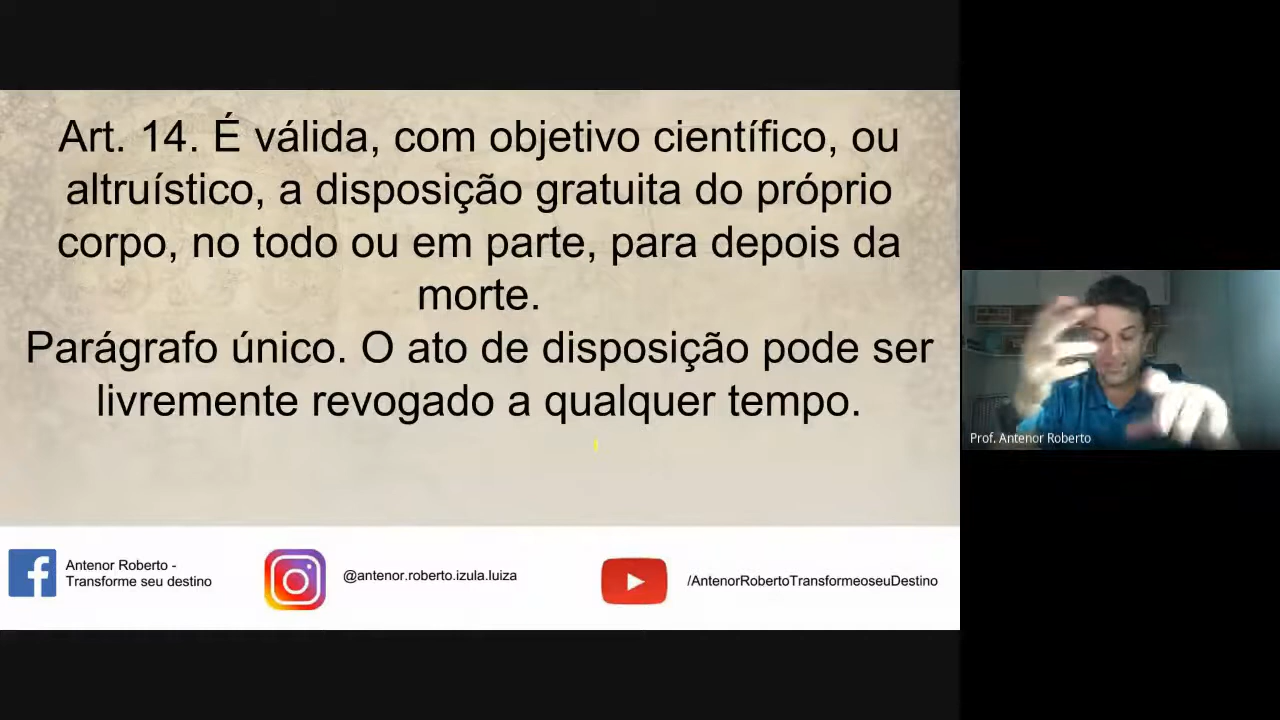 Art. 14. É válida, com objetivo científico, ou
altruístico, a disposição gratuita do próprio
corpo, no todo ou em parte, para depois da
morte.
Parágrafo único. O ato de disposição pode ser
livremente revogado a qualquer tempo.
Prof. Antenor Roberto
Antenor Roberto -
Transforme seu destino
@antenor.roberto.izula.luiza
/AntenorRobertoTransformeoseuDestino